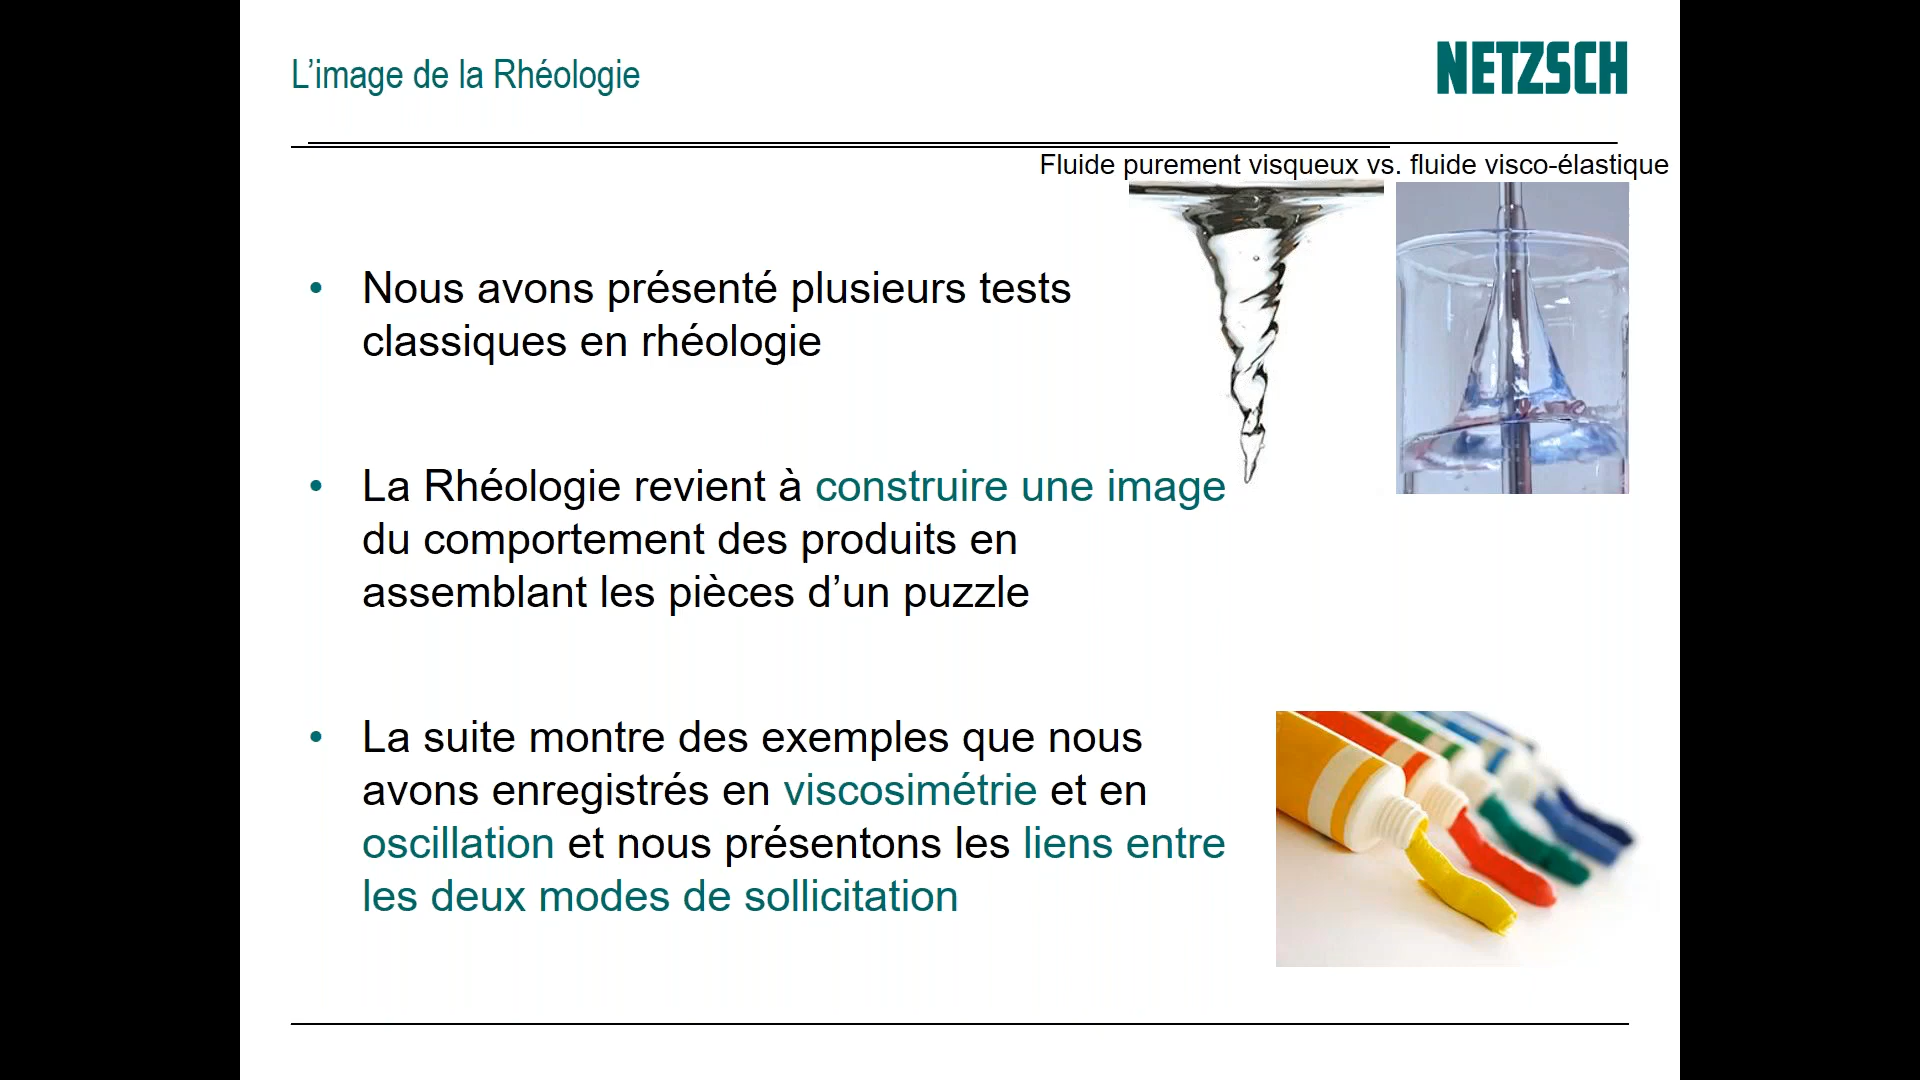 L’image de la Rhéologie
NETZSCH
Fluide purement visqueux vs. fluide visco-élastique
• Nous avons présenté plusieurs tests
classiques en rhéologie
• La Rhéologie revient à construire une image
du comportement des produits en
assemblant les pièces d’un puzzle
• La suite montre des exemples que nous
avons enregistrés en viscosimétrie et en
oscillation et nous présentons les liens entre
les deux modes de sollicitation